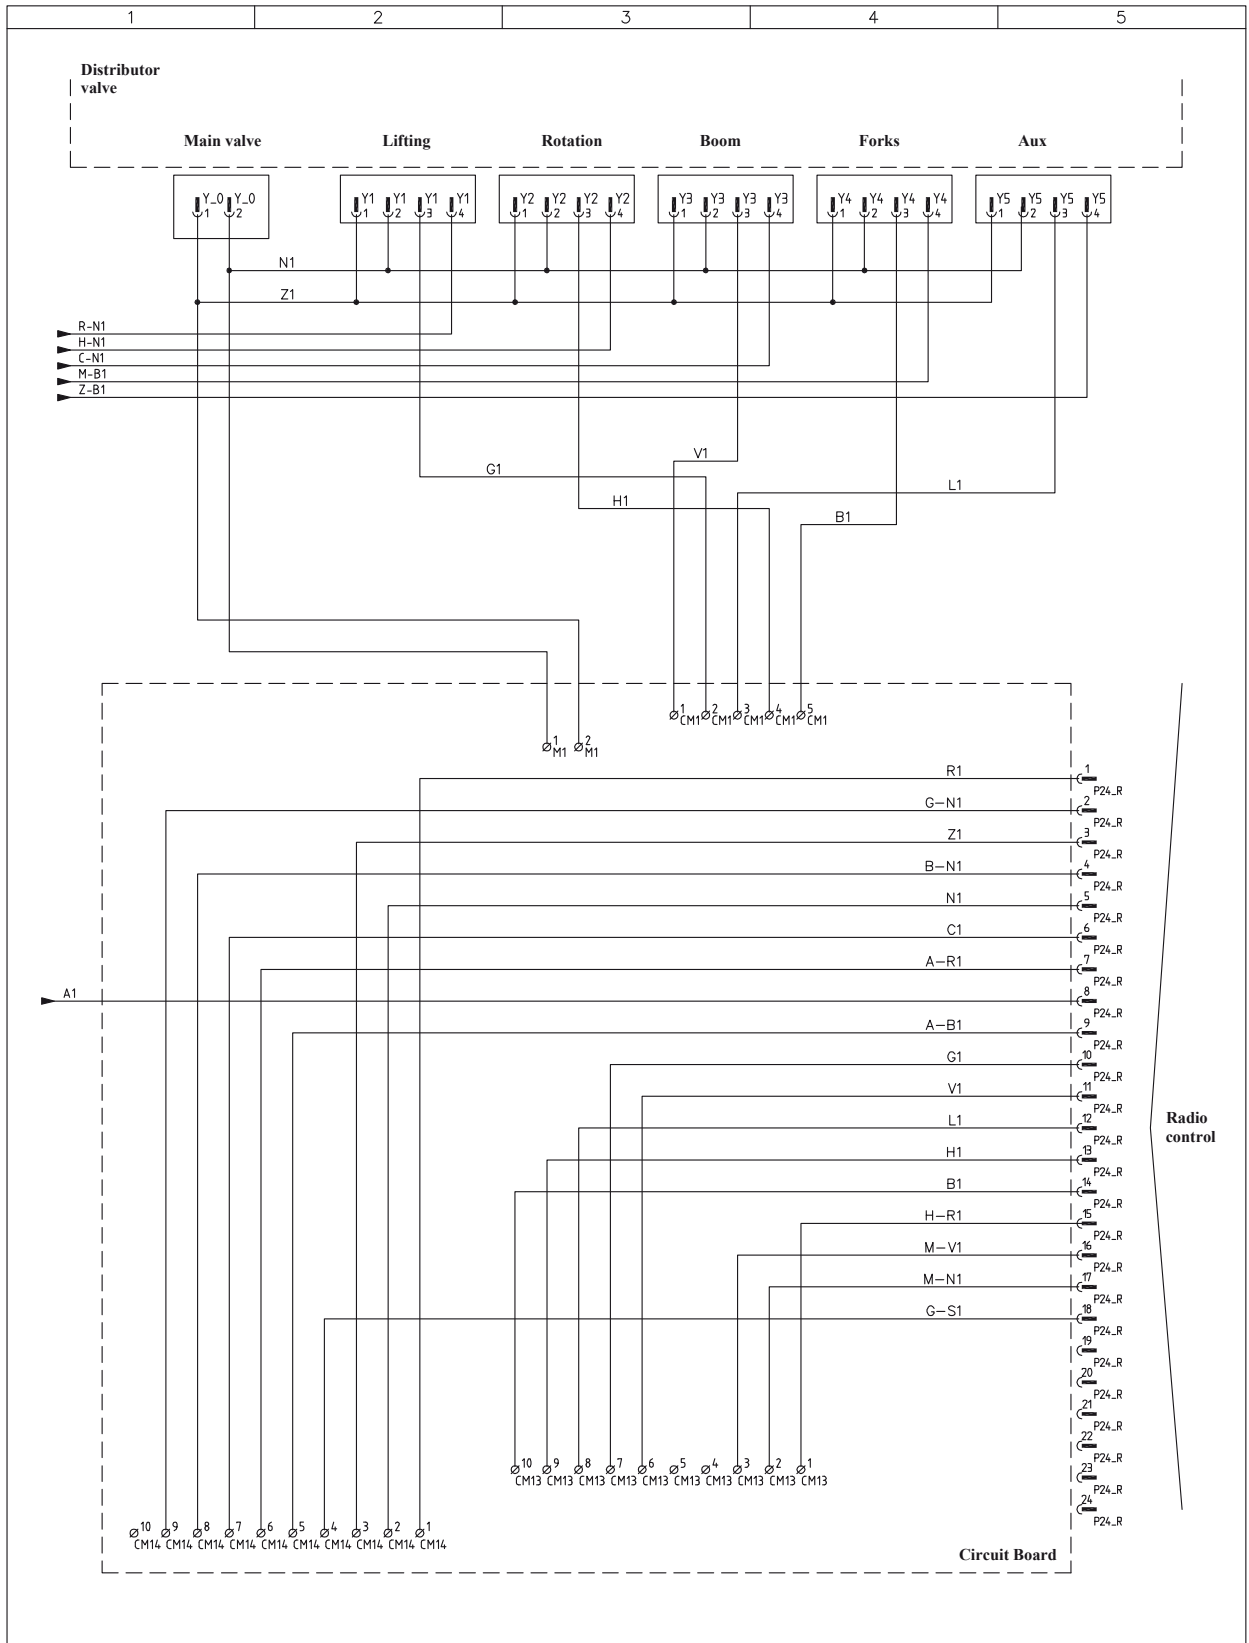 1 2 3 4 5
Distributor
valve
Main valve Lifting Rotation Boom Forks Aux
Y_0 Y_0 Y1 Y1 Y1 Y1 Y2 Y2 Y2 Y2 Y3 Y3 Y3 Y3 Y4 Y4 Y4 Y4 Y5 Y5 Y5 Y5
1 2 1 2 3 4 1 2 3 4 1 2 3 4 1 2 3 4 1 2 3 4
N1
Z1
R-N1
H-N1
C-N1
M-B1
Z-B1
V1
G1
L1
H1
B1
1 2 3 4 5
CM1 CM1 CM1 CM1 CM1
1 2
M1 M1
R1 1
P24_R
G-N1 2
P24_R
Z1 3
P24_R
B-N1 4
P24_R
N1 5
P24_R
C1 6
P24_R
A-R1 7
P24_R
A1 8
P24_R
A-B1 9
P24_R
G1 10
P24_R
V1 11
P24_R
L1 12
P24_R
Radio
control
H1 13
P24_R
B1 14
P24_R
H-R1 15
P24_R
M-V1 16
P24_R
M-N1 17
P24_R
G-S1 18
P24_R
19
P24_R
20
P24_R
21
P24_R
22
P24_R
23
P24_R
24
P24_R
10 9 8 7 6 5 4 3 2 1
CM13 CM13 CM13 CM13 CM13 CM13 CM13 CM13 CM13 CM13
10 9 8 7 6 5 4 3 2 1
CM14 CM14 CM14 CM14 CM14 CM14 CM14 CM14 CM14 CM14
Circuit Board